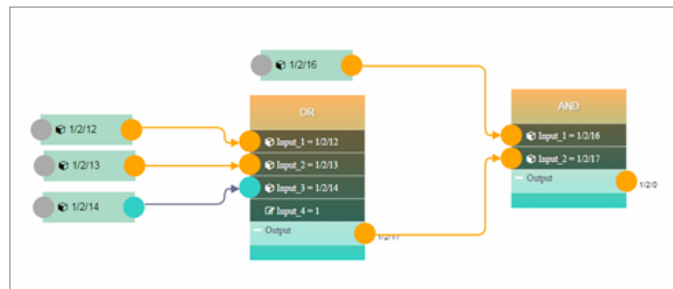 1/2/16
OR
AND
1/2/12
Input_1 = 1/2/12
Input_1 = 1/2/16
1/2/13
Input_2 = 1/2/13
Input_2 = 1/2/17
1/2/14
Input_3 = 1/2/14
Output
1/2/0
Input_4 = 1
Output
1/2/17